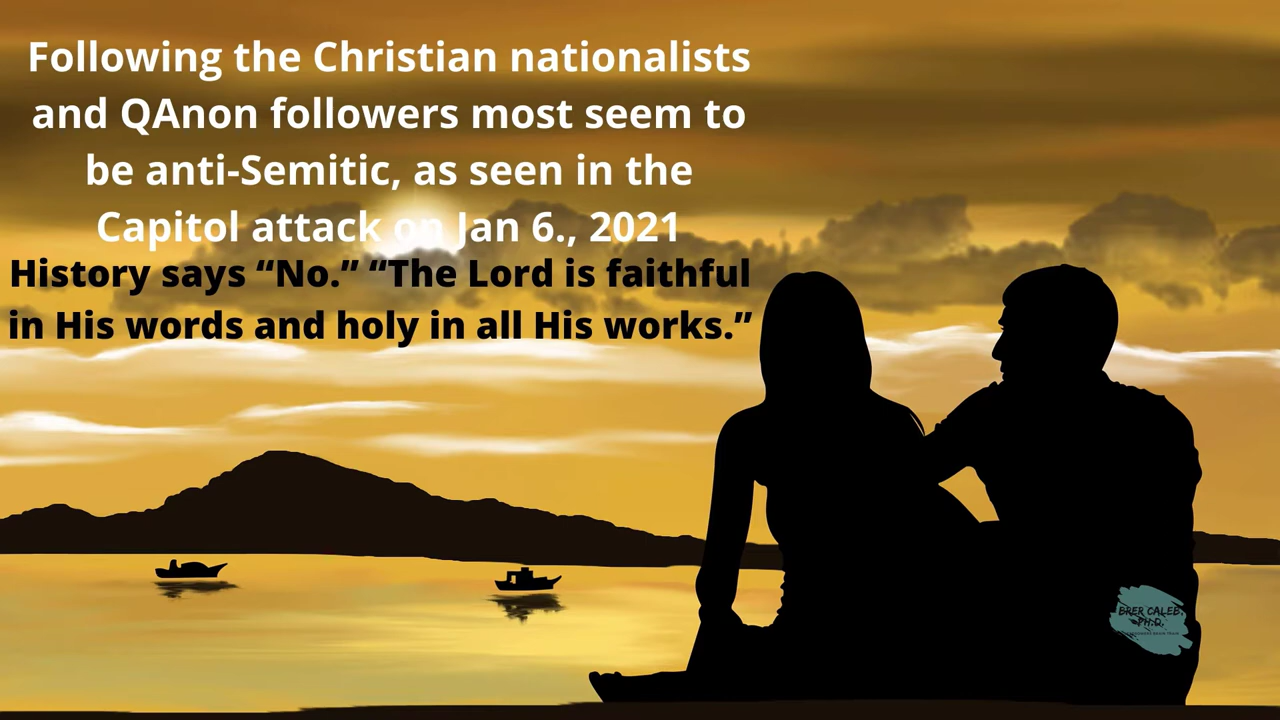 Following the Christian nationalists
and QAnon followers most seem to
be anti-Semitic, as seen in the
Capitol attack on Jan 6., 2021
History says “No.” “The Lord is faithful
in His words and holy in all His works.”
BRER CALEB,
PH.D.